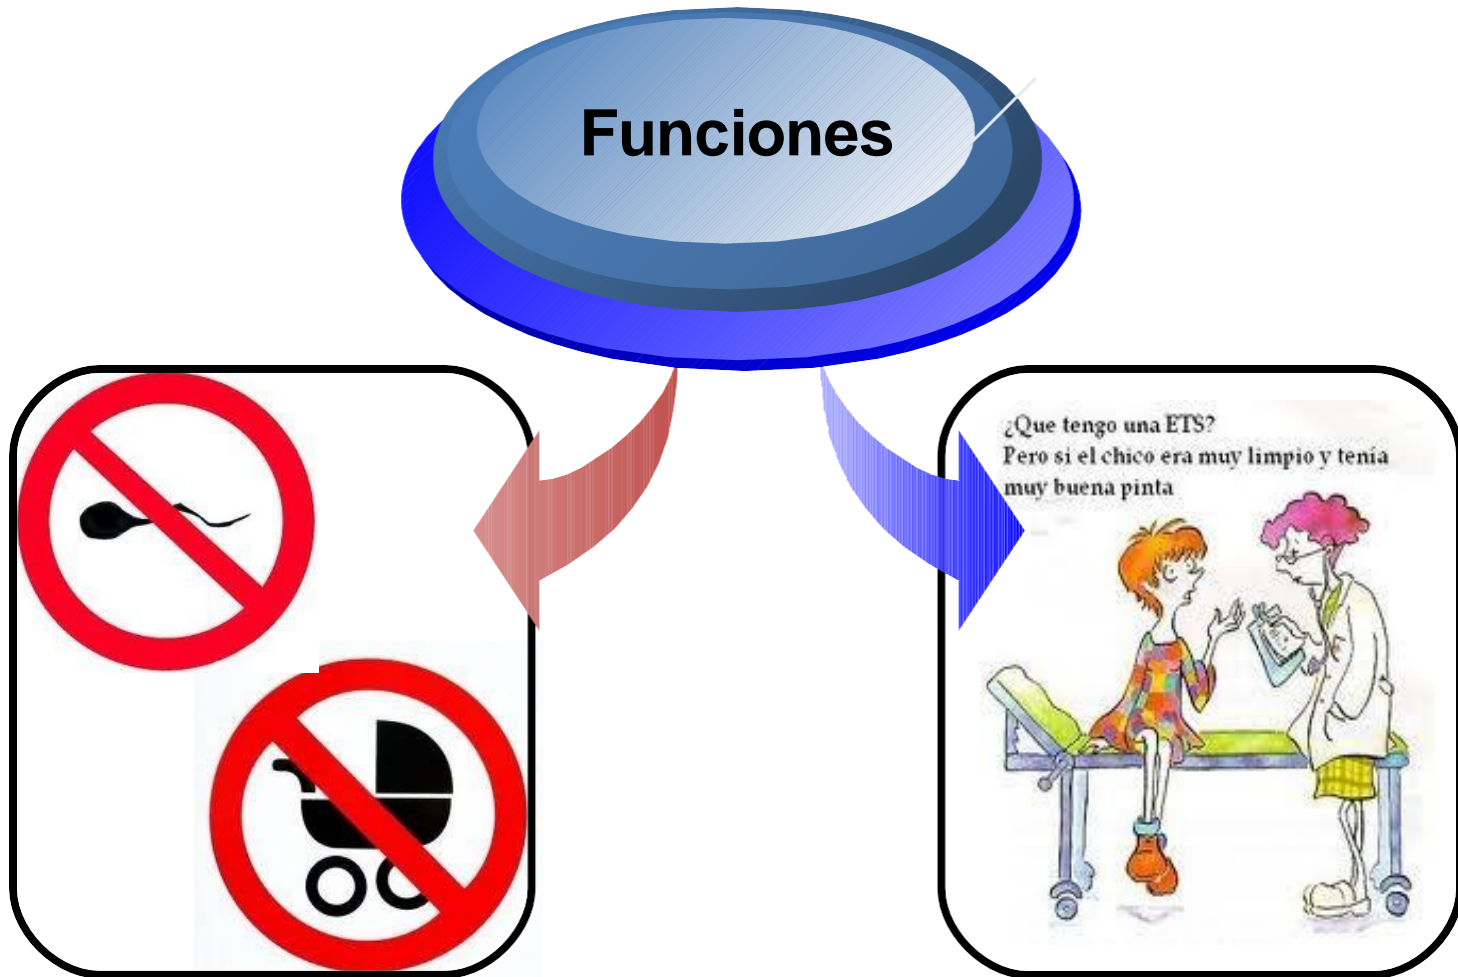 Funciones
¿Que tengo una ETS?
Pero si el chico era muy limpio y tenía
muy buena pinta